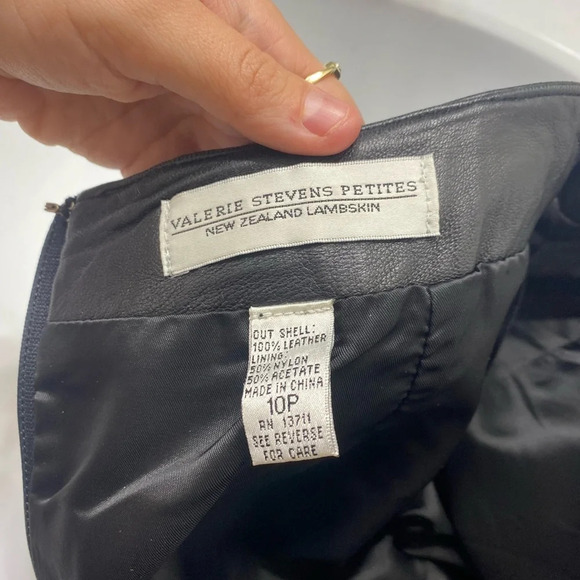 VALERIE STEVENS PETITES
NEW ZEALAND LAMBSKIN
OUT SHELL:
100% LEATHER
LINING:
50% NYLON
50% ACETATE
MADE IN CHINA
10P
RN 13711
SEE REVERSE
FOR CARE